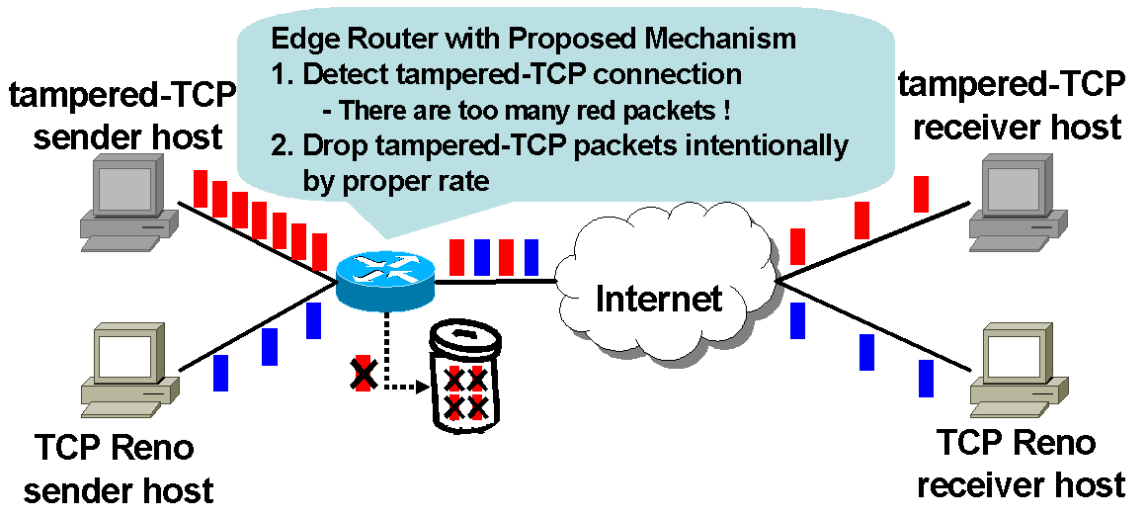 Edge Router with Proposed Mechanism
1. Detect tampered-TCP connection
- There are too many red packets !
2. Drop tampered-TCP packets intentionally
by proper rate
tampered-TCP
sender host
tampered-TCP
receiver host
Internet
TCP Reno
sender host
TCP Reno
receiver host